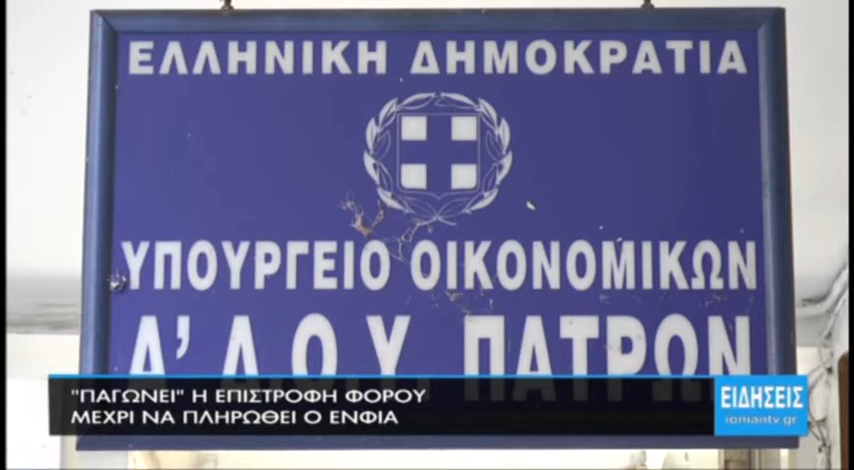 ΕΛΛΗΝΙΚΗ ΔΗΜΟΚΡΑΤΙΑ
ΥΠΟΥΡΓΕΙΟ ΟΙΚΟΝΟΜΙΚΩΝ
Α' Δ.Ο.Υ. ΠΑΤΡΩΝ
"ΠΑΓΩΝΕΙ" Η ΕΠΙΣΤΡΟΦΗ ΦΟΡΟΥ
ΜΕΧΡΙ ΝΑ ΠΛΗΡΩΘΕΙ Ο ΕΝΦΙΑ
ΕΙΔΗΣΕΙΣ
ioniantv.gr